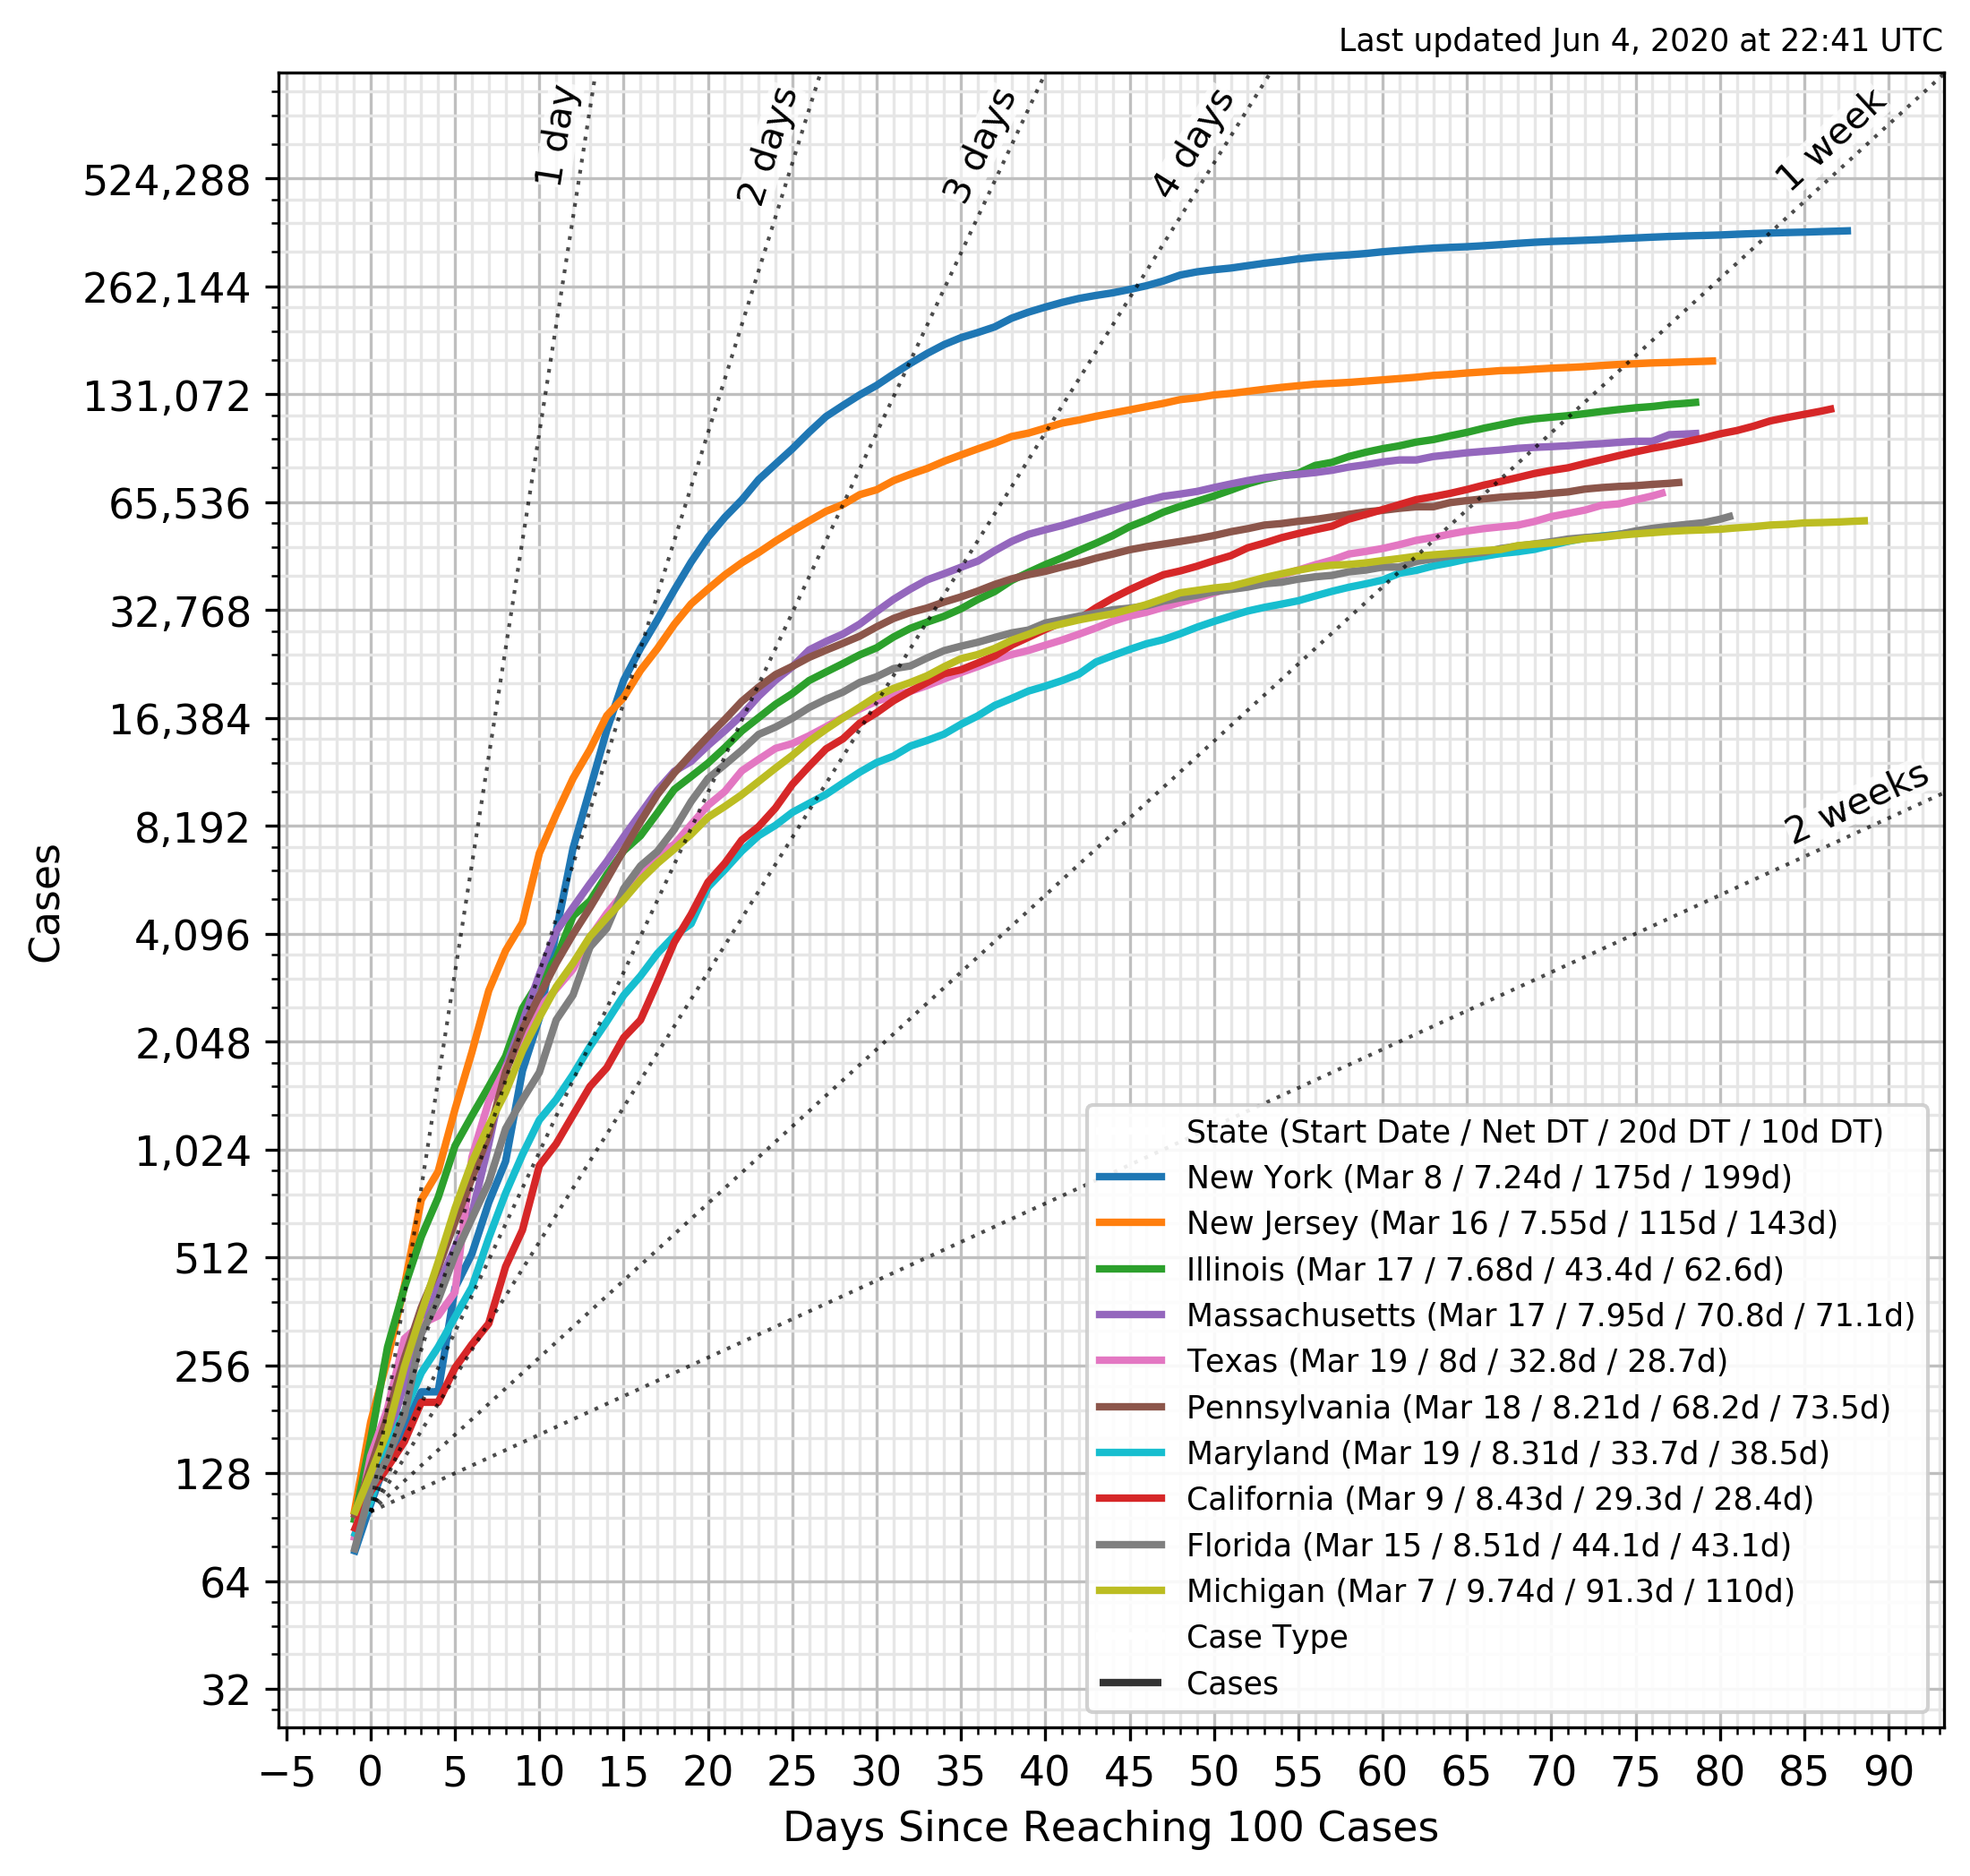 Last updated Jun 4, 2020 at 22:41 UTC
1 day
2 days
3 days
4 days
1 week
2 weeks
524,288
262,144
131,072
65,536
32,768
16,384
8,192
4,096
2,048
1,024
512
256
128
64
32
Cases
State (Start Date / Net DT / 20d DT / 10d DT)
New York (Mar 8 / 7.24d / 175d / 199d)
New Jersey (Mar 16 / 7.55d / 115d / 143d)
Illinois (Mar 17 / 7.68d / 43.4d / 62.6d)
Massachusetts (Mar 17 / 7.95d / 70.8d / 71.1d)
Texas (Mar 19 / 8d / 32.8d / 28.7d)
Pennsylvania (Mar 18 / 8.21d / 68.2d / 73.5d)
Maryland (Mar 19 / 8.31d / 33.7d / 38.5d)
California (Mar 9 / 8.43d / 29.3d / 28.4d)
Florida (Mar 15 / 8.51d / 44.1d / 43.1d)
Michigan (Mar 7 / 9.74d / 91.3d / 110d)
Case Type
Cases
−5 0 5 10 15 20 25 30 35 40 45 50 55 60 65 70 75 80 85 90
Days Since Reaching 100 Cases